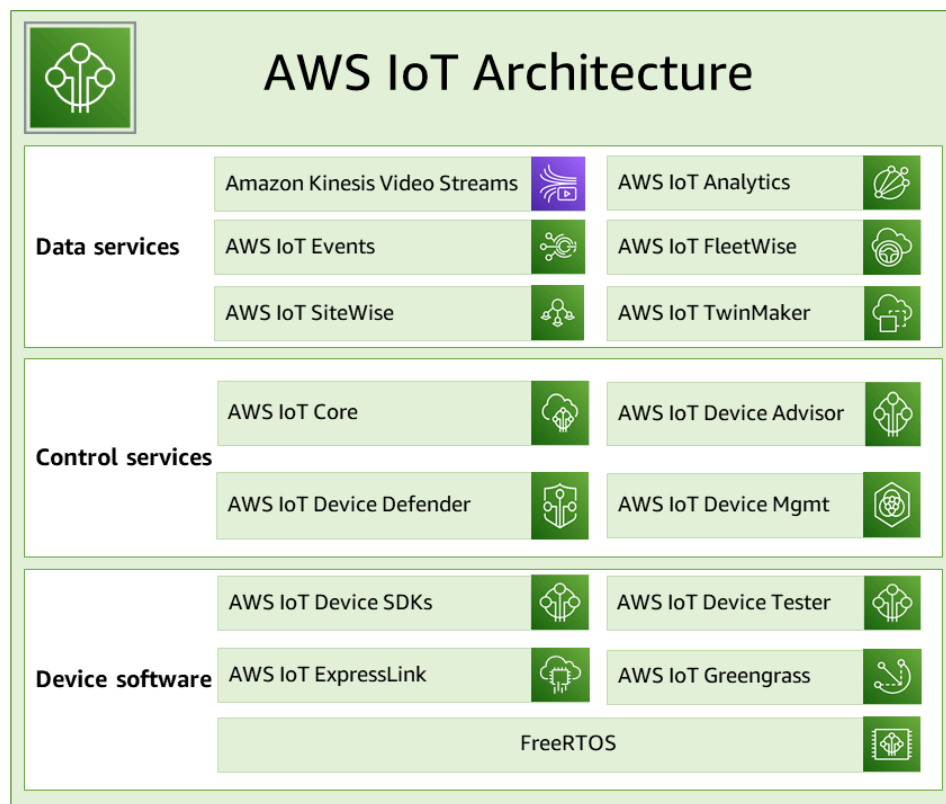 AWS IoT Architecture
Data services
Amazon Kinesis Video Streams
AWS IoT Analytics
AWS IoT Events
AWS IoT FleetWise
AWS IoT SiteWise
AWS IoT TwinMaker
Control services
AWS IoT Core
AWS IoT Device Advisor
AWS IoT Device Defender
AWS IoT Device Mgmt
Device software
AWS IoT Device SDKs
AWS IoT Device Tester
AWS IoT ExpressLink
AWS IoT Greengrass
FreeRTOS